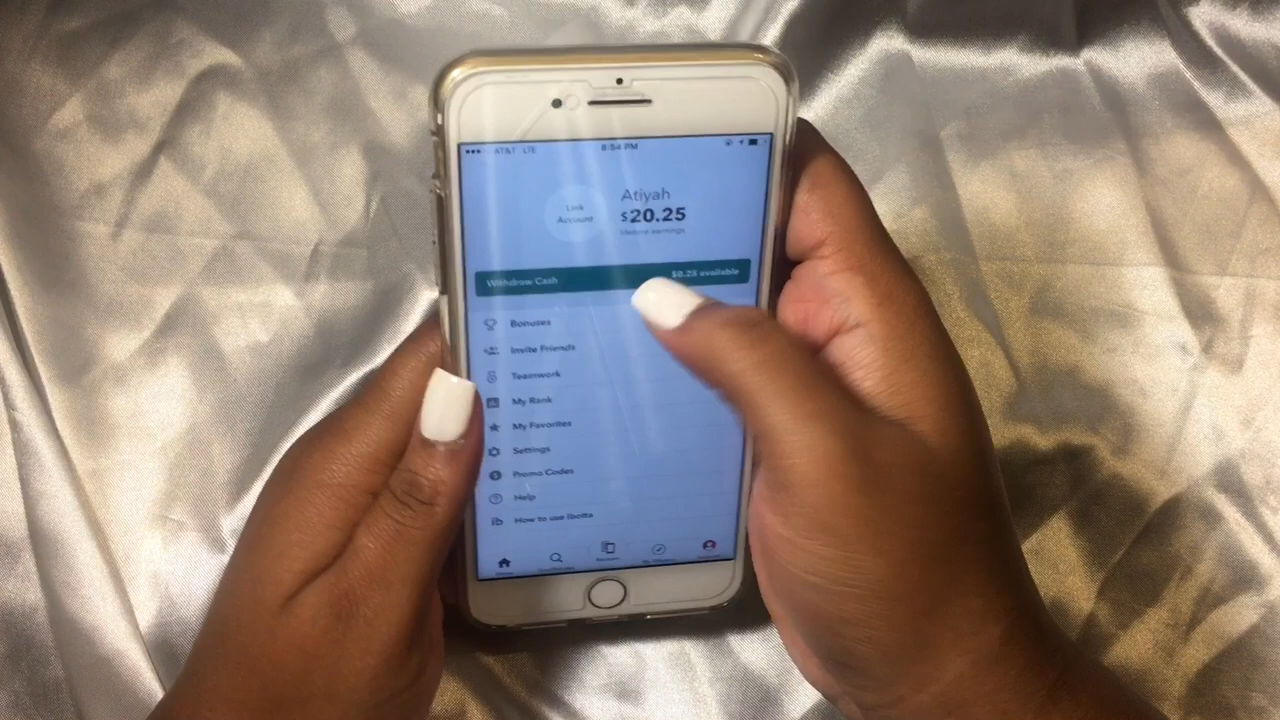 AT&T LTE 8:54 PM
Link
Account
Atiyah
$20.25
lifetime earnings
Withdraw Cash $0.25 available
Bonuses
Invite Friends
Teamwork
My Rank
My Favorites
Settings
Promo Codes
Help
ib How to use Ibotta